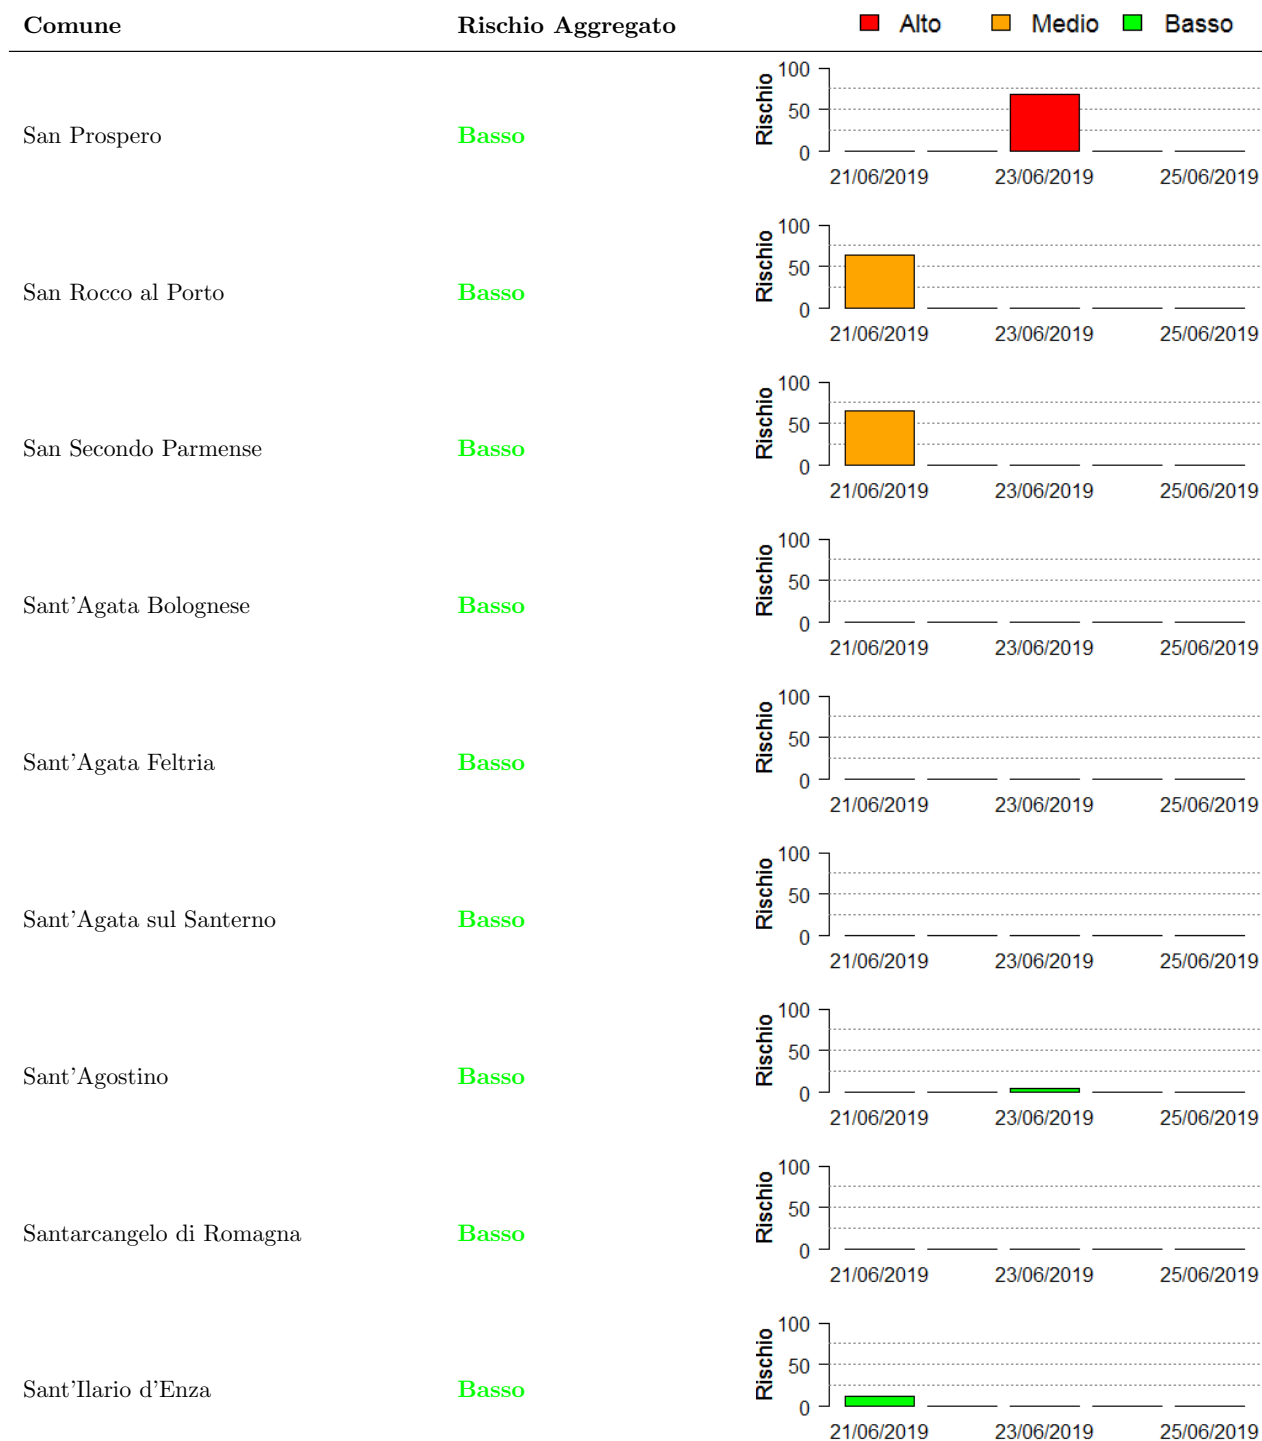 Comune Rischio Aggregato Alto Medio Basso
San Prospero Basso Rischio 100 50 0
21/06/2019 23/06/2019 25/06/2019
San Rocco al Porto Basso Rischio 100 50 0
21/06/2019 23/06/2019 25/06/2019
San Secondo Parmense Basso Rischio 100 50 0
21/06/2019 23/06/2019 25/06/2019
Sant'Agata Bolognese Basso Rischio 100 50 0
21/06/2019 23/06/2019 25/06/2019
Sant'Agata Feltria Basso Rischio 100 50 0
21/06/2019 23/06/2019 25/06/2019
Sant'Agata sul Santerno Basso Rischio 100 50 0
21/06/2019 23/06/2019 25/06/2019
Sant'Agostino Basso Rischio 100 50 0
21/06/2019 23/06/2019 25/06/2019
Santarcangelo di Romagna Basso Rischio 100 50 0
21/06/2019 23/06/2019 25/06/2019
Sant'Ilario d'Enza Basso Rischio 100 50 0
21/06/2019 23/06/2019 25/06/2019